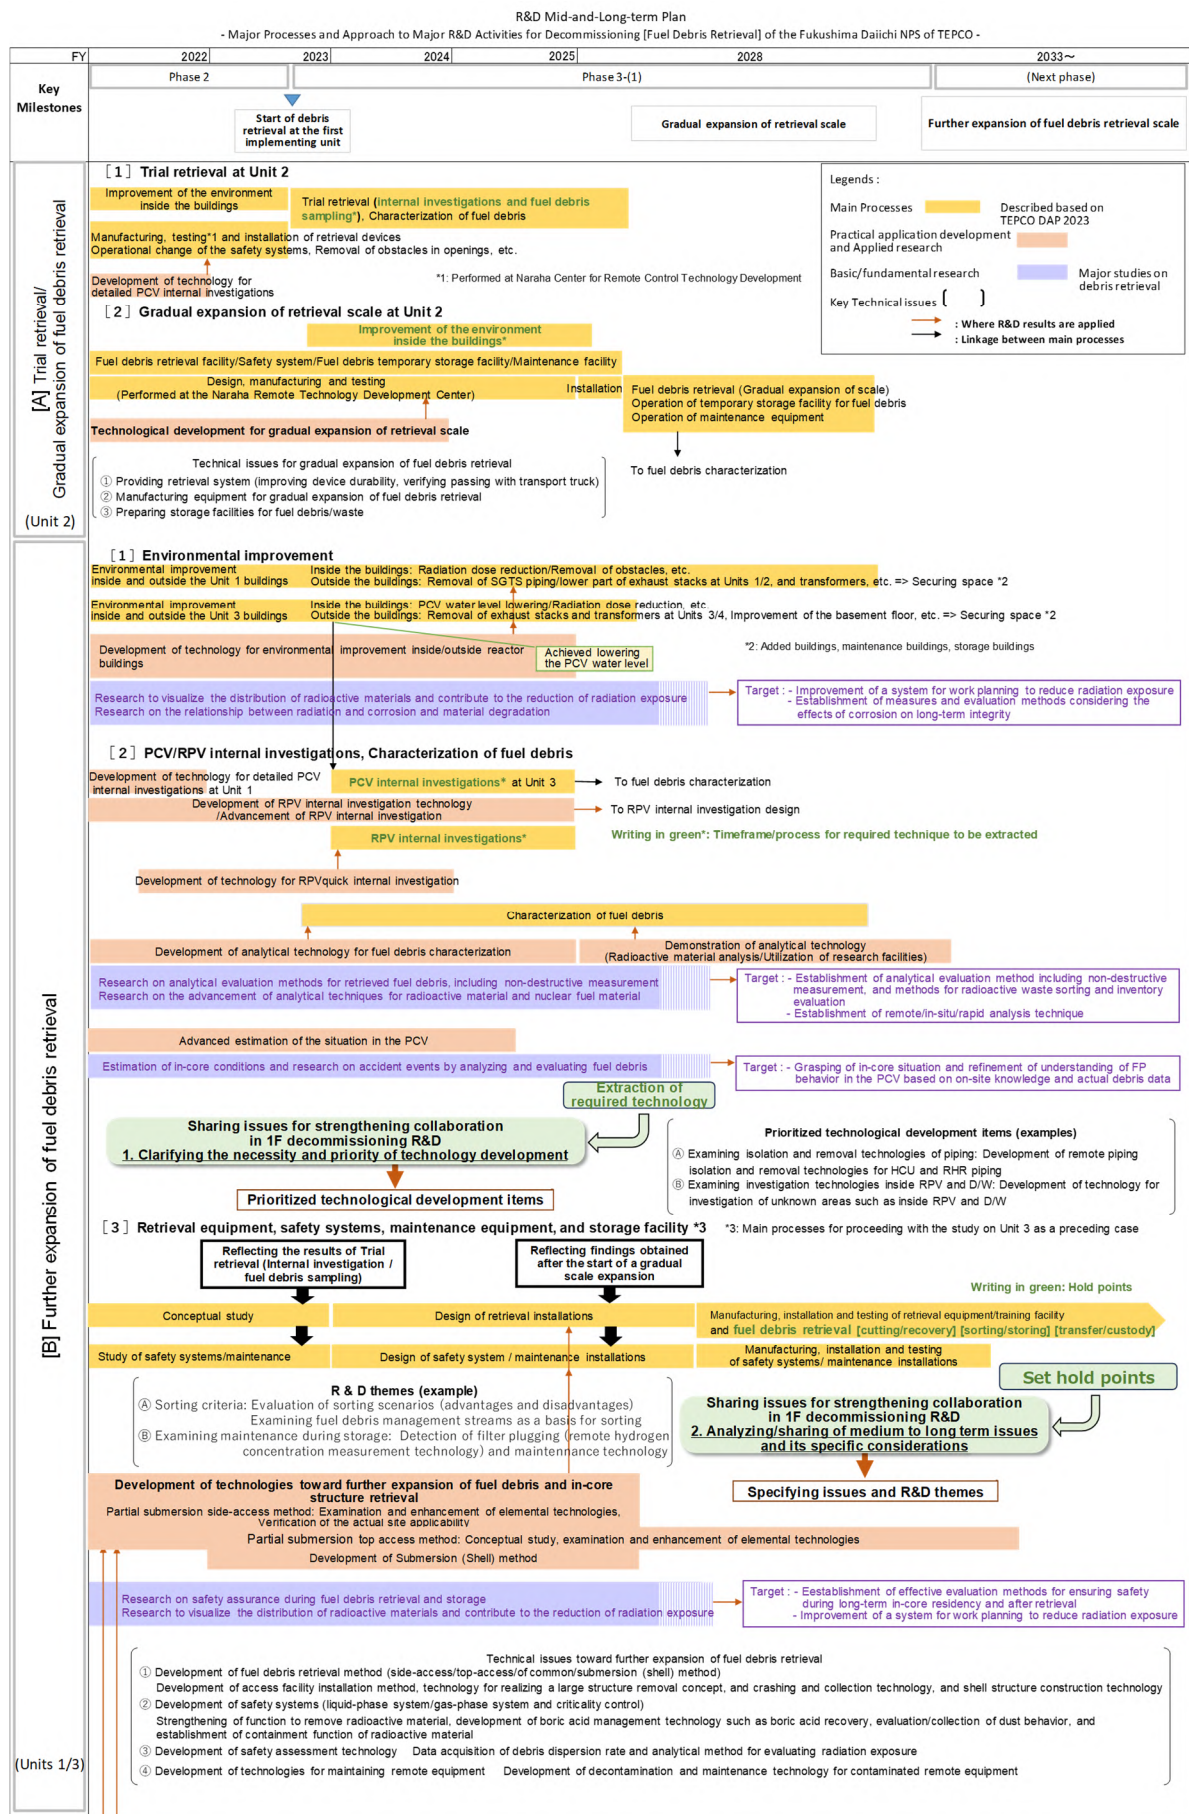 R&D Mid-and-Long-term Plan
- Major Processes and Approach to Major R&D Activities for Decommissioning [Fuel Debris Retrieval] of the Fukushima Daiichi NPS of TEPCO -
FY 2022 2023 2024 2025 2028 2033～
Key
Milestones
Phase 2
Phase 3-(1)
(Next phase)
Start of debris
retrieval at the first
implementing unit
Gradual expansion of retrieval scale
Further expansion of fuel debris retrieval scale
[A] Trial retrieval/
Gradual expansion of fuel debris retrieval
(Unit 2)
［1］Trial retrieval at Unit 2
Improvement of the environment
inside the buildings
Trial retrieval (internal investigations and fuel debris
sampling*), Characterization of fuel debris
Manufacturing, testing*1 and installation of retrieval devices
Operational change of the safety systems, Removal of obstacles in openings, etc.
Development of technology for
detailed PCV internal investigations
*1: Performed at Naraha Center for Remote Control Technology Development
Legends :
Main Processes
Described based on
TEPCO DAP 2023
Practical application development
and Applied research
Basic/fundamental research
Major studies on
debris retrieval
Key Technical issues
: Where R&D results are applied
: Linkage between main processes
［2］Gradual expansion of retrieval scale at Unit 2
Improvement of the environment
inside the buildings*
Fuel debris retrieval facility/Safety system/Fuel debris temporary storage facility/Maintenance facility
Design, manufacturing and testing
(Performed at the Naraha Remote Technology Development Center)
Installation
Fuel debris retrieval (Gradual expansion of scale)
Operation of temporary storage facility for fuel debris
Operation of maintenance equipment
Technological development for gradual expansion of retrieval scale
To fuel debris characterization
Technical issues for gradual expansion of fuel debris retrieval
① Providing retrieval system (improving device durability, verifying passing with transport truck)
② Manufacturing equipment for gradual expansion of fuel debris retrieval
③ Preparing storage facilities for fuel debris/waste
[B] Further expansion of fuel debris retrieval
(Units 1/3)
［1］Environmental improvement
Environmental improvement
inside and outside the Unit 1 buildings
Inside the buildings: Radiation dose reduction/Removal of obstacles, etc.
Outside the buildings: Removal of SGTS piping/lower part of exhaust stacks at Units 1/2, and transformers, etc. => Securing space *2
Environmental improvement
inside and outside the Unit 3 buildings
Inside the buildings: PCV water level lowering/Radiation dose reduction, etc.
Outside the buildings: Removal of exhaust stacks and transformers at Units 3/4, Improvement of the basement floor, etc. => Securing space *2
Development of technology for environmental improvement inside/outside reactor
buildings
Achieved lowering
the PCV water level
*2: Added buildings, maintenance buildings, storage buildings
Research to visualize the distribution of radioactive materials and contribute to the reduction of radiation exposure
Research on the relationship between radiation and corrosion and material degradation
Target : - Improvement of a system for work planning to reduce radiation exposure
- Establishment of measures and evaluation methods considering the
effects of corrosion on long-term integrity
［2］PCV/RPV internal investigations, Characterization of fuel debris
Development of technology for detailed PCV
internal investigations at Unit 1
PCV internal investigations* at Unit 3
To fuel debris characterization
Development of RPV internal investigation technology
/Advancement of RPV internal investigation
To RPV internal investigation design
RPV internal investigations*
Writing in green*: Timeframe/process for required technique to be extracted
Development of technology for RPVquick internal investigation
Characterization of fuel debris
Development of analytical technology for fuel debris characterization
Demonstration of analytical technology
(Radioactive material analysis/Utilization of research facilities)
Research on analytical evaluation methods for retrieved fuel debris, including non-destructive measurement
Research on the advancement of analytical techniques for radioactive material and nuclear fuel material
Target : - Establishment of analytical evaluation method including non-destructive
measurement, and methods for radioactive waste sorting and inventory
evaluation
- Establishment of remote/in-situ/rapid analysis technique
Advanced estimation of the situation in the PCV
Estimation of in-core conditions and research on accident events by analyzing and evaluating fuel debris
Target : - Grasping of in-core situation and refinement of understanding of FP
behavior in the PCV based on on-site knowledge and actual debris data
Extraction of
required technology
Sharing issues for strengthening collaboration
in 1F decommissioning R&D
1. Clarifying the necessity and priority of technology development
Prioritized technological development items
Prioritized technological development items (examples)
Ⓐ Examining isolation and removal technologies of piping: Development of remote piping
isolation and removal technologies for HCU and RHR piping
Ⓑ Examining investigation technologies inside RPV and D/W: Development of technology for
investigation of unknown areas such as inside RPV and D/W
［3］Retrieval equipment, safety systems, maintenance equipment, and storage facility *3
*3: Main processes for proceeding with the study on Unit 3 as a preceding case
Reflecting the results of Trial
retrieval (Internal investigation /
fuel debris sampling)
Reflecting findings obtained
after the start of a gradual
scale expansion
Writing in green: Hold points
Conceptual study
Design of retrieval installations
Manufacturing, installation and testing of retrieval equipment/training facility
and fuel debris retrieval [cutting/recovery] [sorting/storing] [transfer/custody]
Study of safety systems/maintenance
Design of safety system / maintenance installations
Manufacturing, installation and testing
of safety systems/ maintenance installations
Set hold points
R & D themes (example)
Ⓐ Sorting criteria: Evaluation of sorting scenarios (advantages and disadvantages)
Examining fuel debris management streams as a basis for sorting
Ⓑ Examining maintenance during storage: Detection of filter plugging (remote hydrogen
concentration measurement technology) and maintenance technology
Sharing issues for strengthening collaboration
in 1F decommissioning R&D
2. Analyzing/sharing of medium to long term issues
and its specific considerations
Specifying issues and R&D themes
Development of technologies toward further expansion of fuel debris and in-core
structure retrieval
Partial submersion side-access method: Examination and enhancement of elemental technologies,
Verification of the actual site applicability
Partial submersion top access method: Conceptual study, examination and enhancement of elemental technologies
Development of Submersion (Shell) method
Research on safety assurance during fuel debris retrieval and storage
Research to visualize the distribution of radioactive materials and contribute to the reduction of radiation exposure
Target : - Eestablishment of effective evaluation methods for ensuring safety
during long-term in-core residency and after retrieval
- Improvement of a system for work planning to reduce radiation exposure
Technical issues toward further expansion of fuel debris retrieval
① Development of fuel debris retrieval method (side-access/top-access/of common/submersion (shell) method)
Development of access facility installation method, technology for realizing a large structure removal concept, and crashing and collection technology, and shell structure construction technology
② Development of safety systems (liquid-phase system/gas-phase system and criticality control)
Strengthening of function to remove radioactive material, development of boric acid management technology such as boric acid recovery, evaluation/collection of dust behavior, and
establishment of containment function of radioactive material
③ Development of safety assessment technology Data acquisition of debris dispersion rate and analytical method for evaluating radiation exposure
④ Development of technologies for maintaining remote equipment Development of decontamination and maintenance technology for contaminated remote equipment